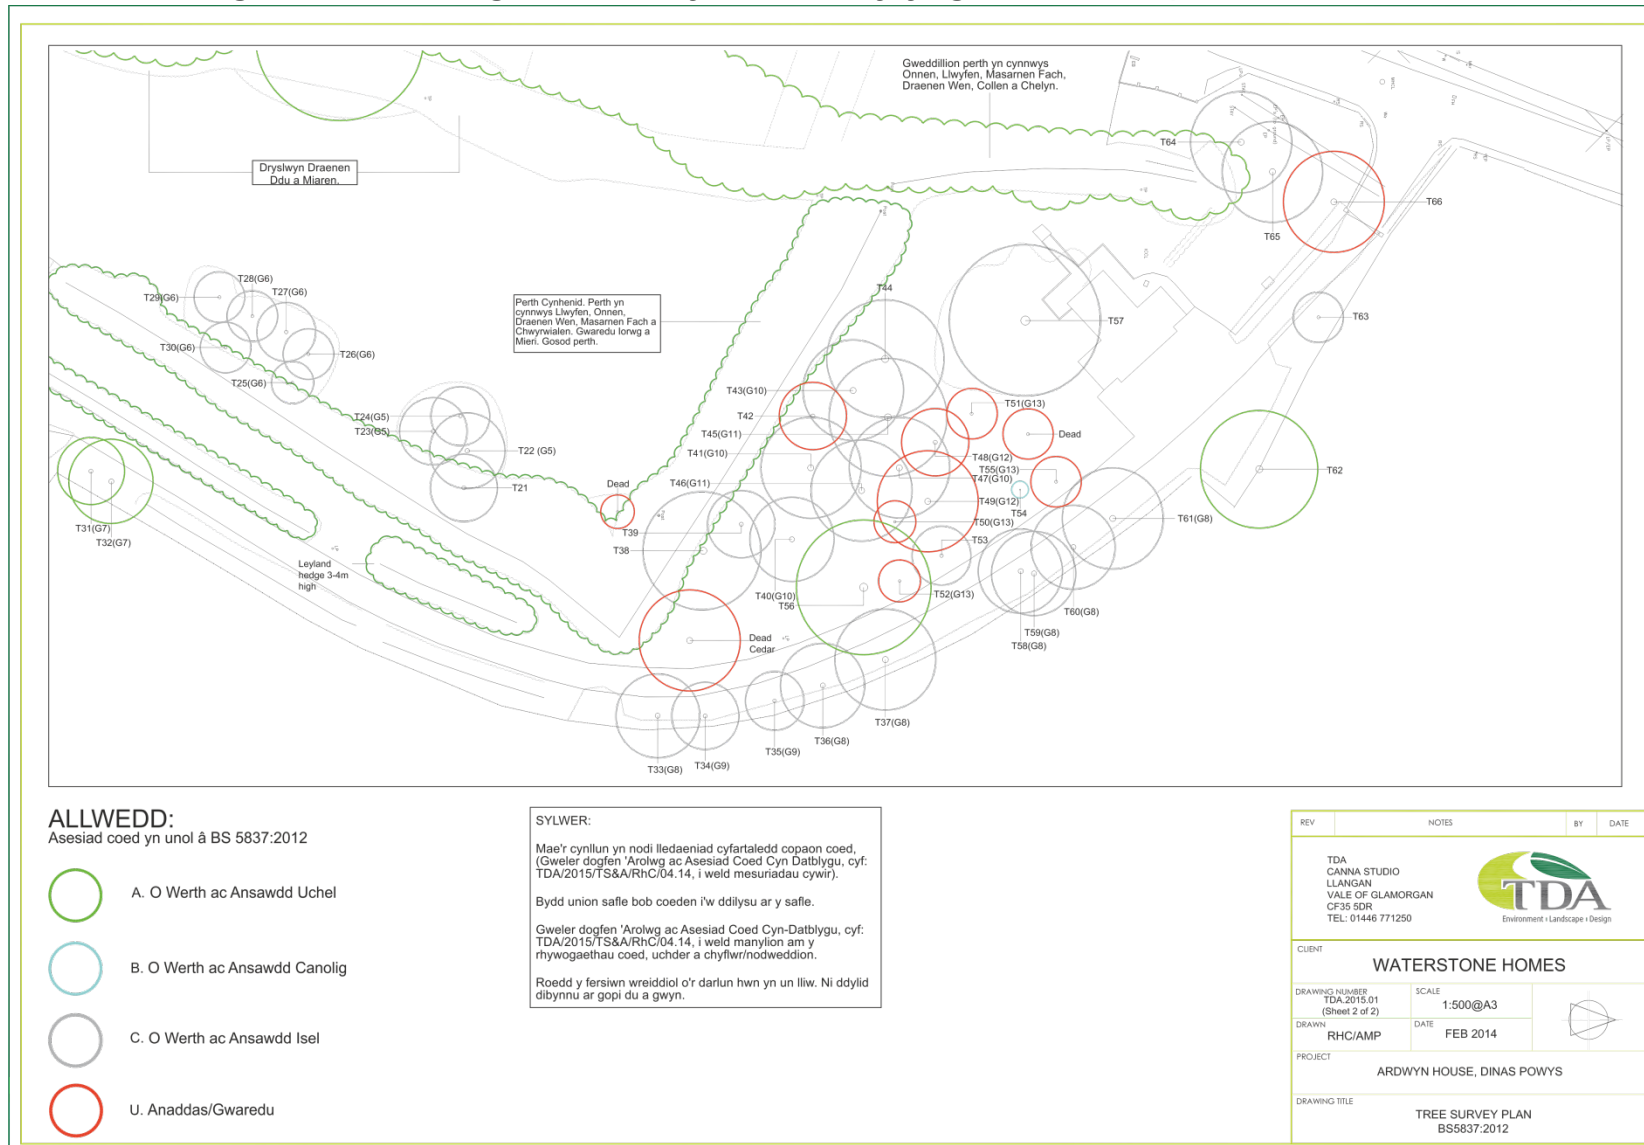 Gweddillion perth yn cynnwys
Onnen, Llwyfen, Masarnen Fach,
Draenen Wen, Collen a Chelyn.
Dryslwyn Draenen
Ddu a Miaren.
T64
T65
T66
T28(G6)
T29(G6)
T27(G6)
T30(G6)
T26(G6)
T25(G6)
Perth Cynhenid. Perth yn
cynnwys Llwyfen, Onnen,
Draenen Wen, Masarnen Fach a
Chwyrwialen. Gwaredu Iorwg a
Mieri. Gosod perth.
T44
T57
T63
T43(G10)
T42
T51(G13)
T24(G5)
T23(G5)
T45(G11)
Dead
T22 (G5)
T41(G10)
T48(G12)
T55(G13)
T62
T47(G10)
T21
Dead
T46(G11)
T49(G12)
T54
T50(G13)
T61(G8)
T31(G7)
T32(G7)
T39
T38
T53
Leyland
hedge 3-4m
high
T40(G10)
T56
T52(G13)
T60(G8)
T59(G8)
T58(G8)
Dead
Cedar
T37(G8)
T36(G8)
T35(G9)
T34(G9)
T33(G8)
ALLWEDD:
Asesiad coed yn unol â BS 5837:2012
A. O Werth ac Ansawdd Uchel
B. O Werth ac Ansawdd Canolig
C. O Werth ac Ansawdd Isel
U. Anaddas/Gwaredu
SYLWER:
Mae'r cynllun yn nodi lledaeniad cyfartaledd copaon coed,
(Gweler dogfen 'Arolwg ac Asesiad Coed Cyn Datblygu, cyf:
TDA/2015/TS&A/RhC/04.14, i weld mesuriadau cywir).
Bydd union safle bob coeden i'w ddilysu ar y safle.
Gweler dogfen 'Arolwg ac Asesiad Coed Cyn-Datblygu, cyf:
TDA/2015/TS&A/RhC/04.14, i weld manylion am y
rhywogaethau coed, uchder a chyflwr/nodweddion.
Roedd y fersiwn wreiddiol o'r darlun hwn yn un lliw. Ni ddylid
dibynnu ar gopi du a gwyn.
REV NOTES BY DATE
TDA
CANNA STUDIO
LLANGAN
VALE OF GLAMORGAN
CF35 5DR
TEL: 01446 771250
TDA
Environment Landscape Design
CLIENT
WATERSTONE HOMES
DRAWING NUMBER
TDA.2015.01
(Sheet 2 of 2)
SCALE
1:500@A3
DRAWN
RHC/AMP
DATE
FEB 2014
PROJECT
ARDWYN HOUSE, DINAS POWYS
DRAWING TITLE
TREE SURVEY PLAN
BS5837:2012